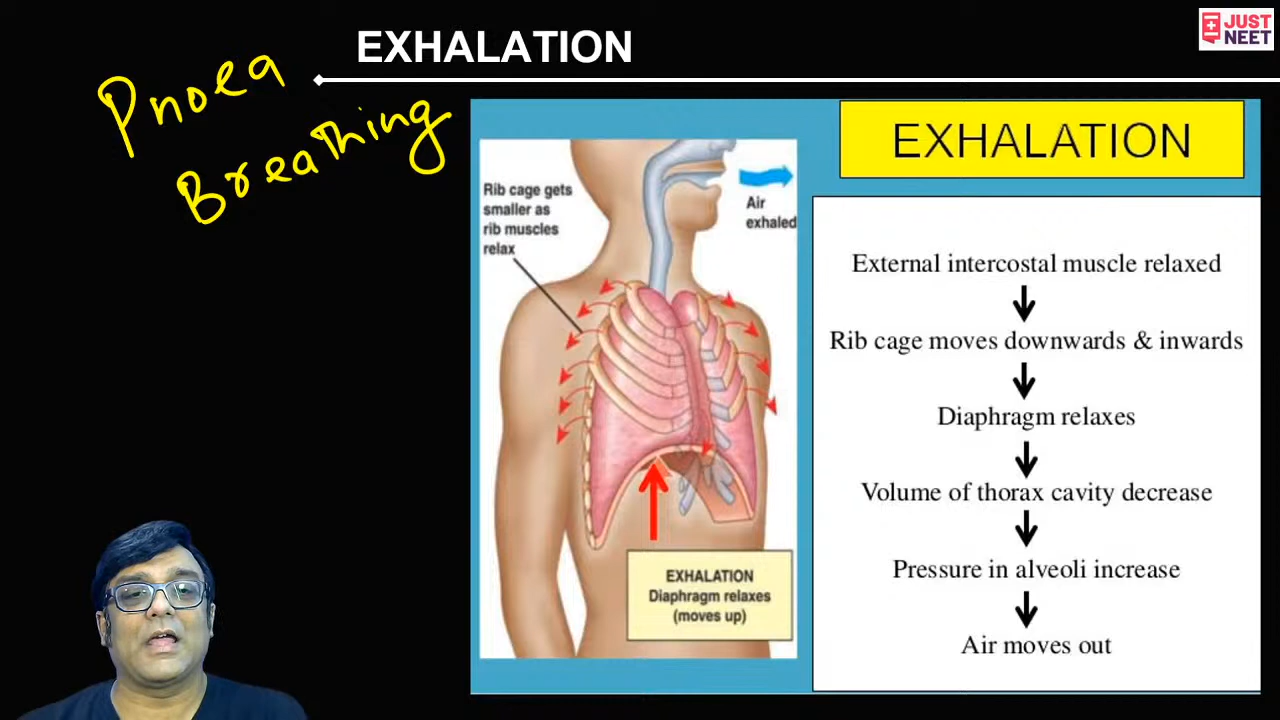 EXHALATION
JUST
NEET
Pnoea
Breathing
EXHALATION
Rib cage gets
smaller as
rib muscles
relax
Air
exhaled
External intercostal muscle relaxed
Rib cage moves downwards & inwards
Diaphragm relaxes
Volume of thorax cavity decrease
Pressure in alveoli increase
Air moves out
EXHALATION
Diaphragm relaxes
(moves up)